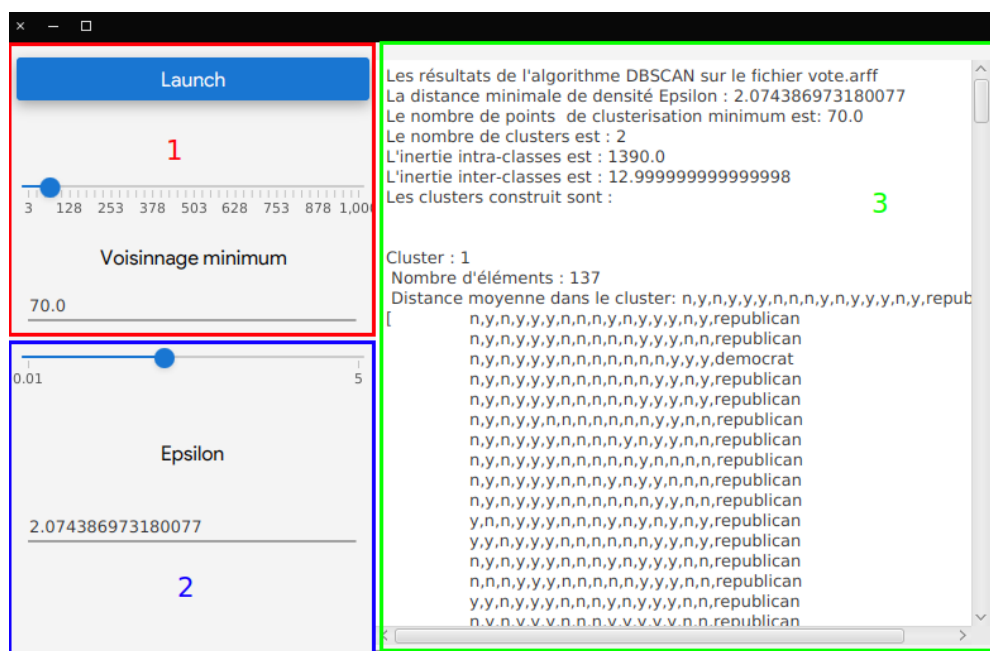 Launch
1
3 128 253 378 503 628 753 878 1,00
Voisinnage minimum
70.0
0.01 5
Epsilon
2.074386973180077
2
Les résultats de l'algorithme DBSCAN sur le fichier vote.arff
La distance minimale de densité Epsilon : 2.074386973180077
Le nombre de points  de clusterisation minimum est: 70.0
Le nombre de clusters est : 2
L'inertie intra-classes est : 1390.0
L'inertie inter-classes est : 12.999999999999998
Les clusters construit sont :
3
Cluster : 1
Nombre d'éléments : 137
Distance moyenne dans le cluster: n,y,n,y,y,y,n,n,n,y,n,y,y,y,n,y,repub
[ n,y,n,y,y,y,n,n,n,y,n,y,y,y,n,y,republican
n,y,n,y,y,y,n,n,n,n,n,y,y,y,n,n,republican
n,y,n,y,y,y,n,n,n,n,n,n,y,y,y,democrat
n,y,n,y,y,y,n,n,n,n,n,n,y,y,n,y,republican
n,y,n,y,y,y,n,n,n,n,n,y,y,y,n,y,republican
n,y,n,y,y,n,n,n,n,n,n,n,y,y,n,n,republican
n,y,n,y,y,y,n,n,n,n,y,n,y,y,n,n,republican
n,y,n,y,y,y,n,n,n,n,n,y,n,n,n,n,republican
n,y,n,y,y,y,n,n,n,y,n,y,y,n,n,n,republican
n,y,n,y,y,y,n,n,n,n,n,n,y,y,n,n,republican
y,n,n,y,y,y,n,n,n,y,n,y,n,y,n,y,republican
y,y,n,y,y,y,n,n,n,n,n,n,y,y,n,y,republican
n,y,n,y,y,y,n,n,n,y,n,y,y,y,n,n,republican
n,n,n,y,y,y,n,n,n,n,n,y,y,y,n,n,republican
y,y,n,y,y,y,n,n,n,y,n,y,y,y,n,n,republican
n,y,n,y,y,y,n,n,n,y,y,y,y,y,n,n,republican